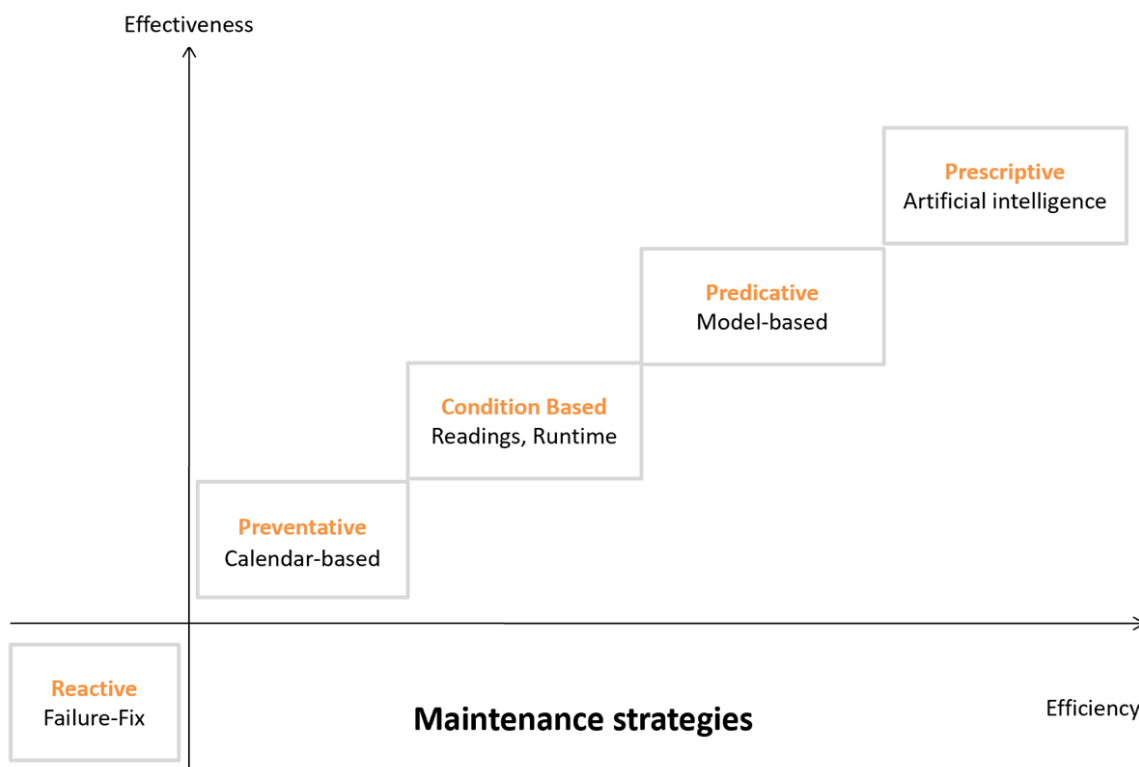 Effectiveness
Prescriptive
Artificial intelligence
Predicative
Model-based
Condition Based
Readings, Runtime
Preventative
Calendar-based
Reactive
Failure-Fix
Maintenance strategies
Efficiency